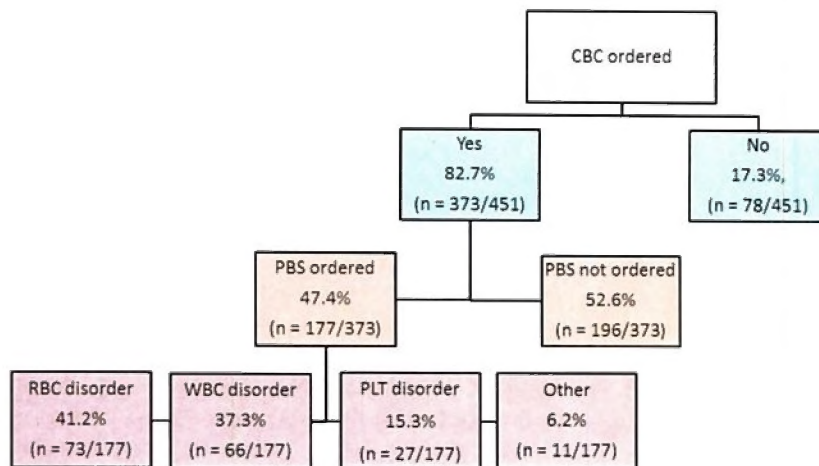 CBC ordered
Yes
82.7%
(n = 373/451)
No
17.3%,
(n = 78/451)
PBS ordered
47.4%
(n = 177/373)
PBS not ordered
52.6%
(n = 196/373)
RBC disorder
41.2%
(n = 73/177)
WBC disorder
37.3%
(n = 66/177)
PLT disorder
15.3%
(n = 27/177)
Other
6.2%
(n = 11/177)